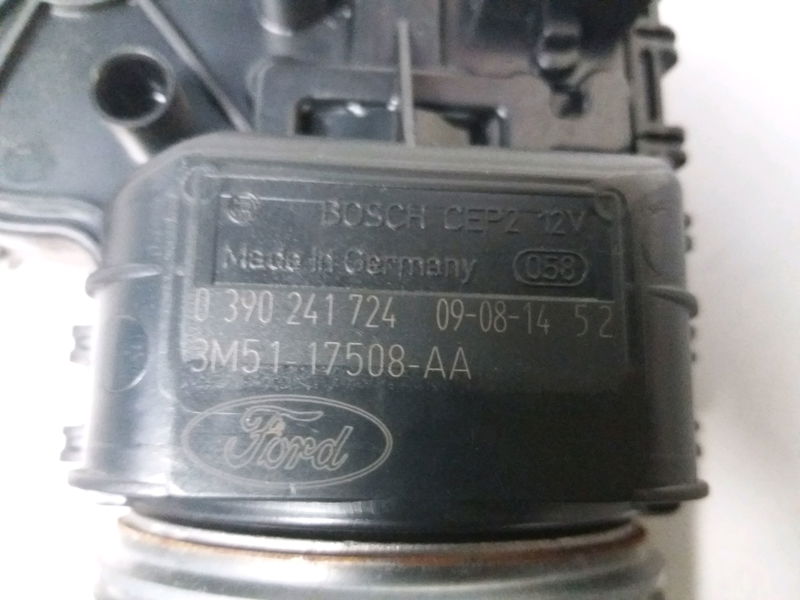 BOSCH CEP2 12V
Made in Germany 058
0 390 241 724 09-08-14 52
3M51-17508-AA
Ford